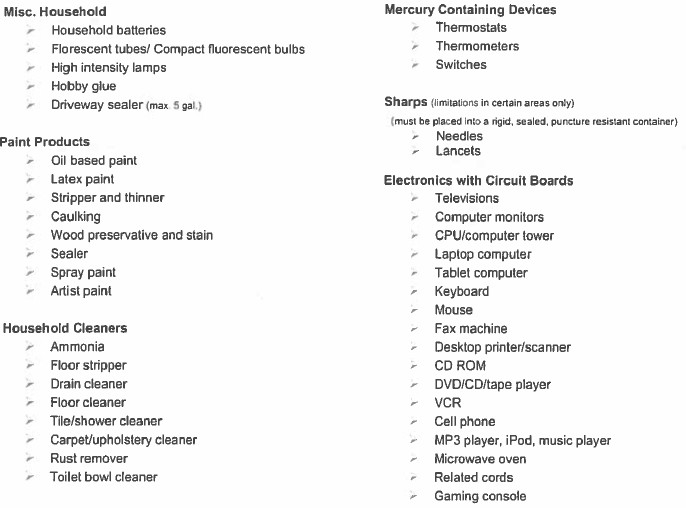 Misc. Household
Household batteries
Florescent tubes/ Compact fluorescent bulbs
High intensity lamps
Hobby glue
Driveway sealer (max. 5 gal.)
Paint Products
Oil based paint
Latex paint
Stripper and thinner
Caulking
Wood preservative and stain
Sealer
Spray paint
Artist paint
Household Cleaners
Ammonia
Floor stripper
Drain cleaner
Floor cleaner
Tile/shower cleaner
Carpet/upholstery cleaner
Rust remover
Toilet bowl cleaner
Mercury Containing Devices
Thermostats
Thermometers
Switches
Sharps (limitations in certain areas only)
(must be placed into a rigid, sealed, puncture resistant container)
Needles
Lancets
Electronics with Circuit Boards
Televisions
Computer monitors
CPU/computer tower
Laptop computer
Tablet computer
Keyboard
Mouse
Fax machine
Desktop printer/scanner
CD ROM
DVD/CD/tape player
VCR
Cell phone
MP3 player, iPod, music player
Microwave oven
Related cords
Gaming console